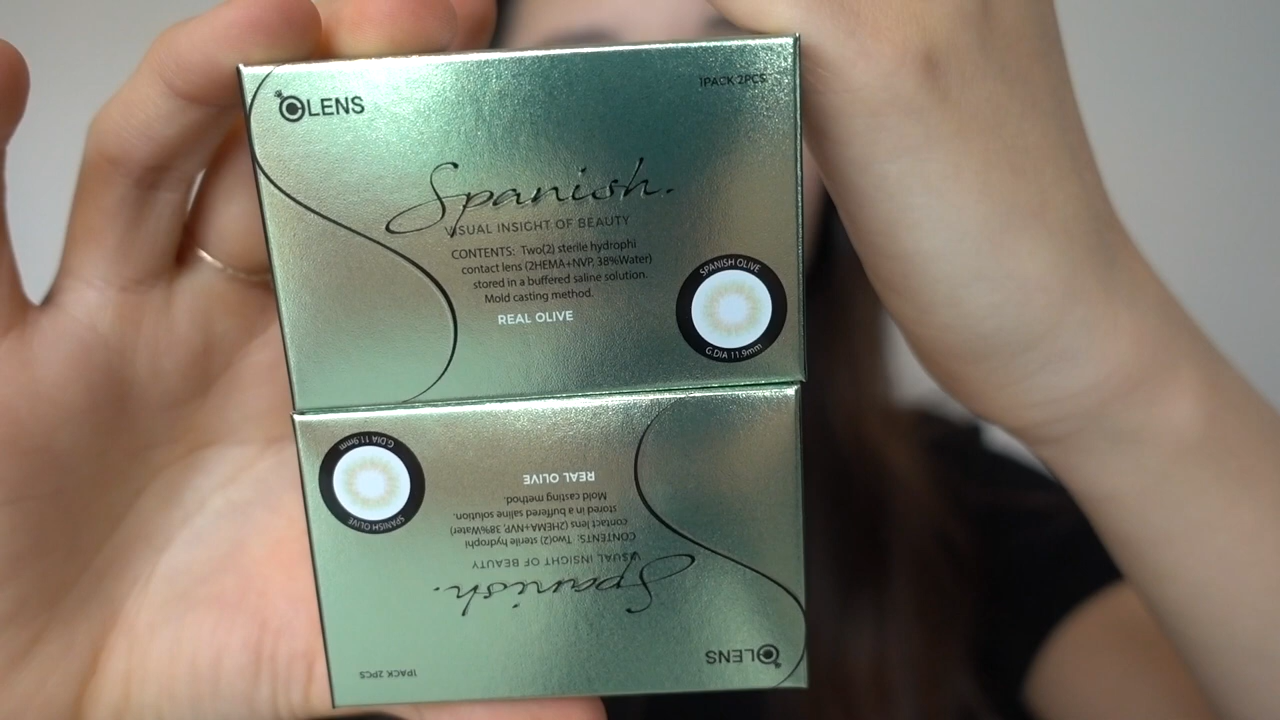 OLENS
1PACK 2PCS
Spanish.
VISUAL INSIGHT OF BEAUTY
CONTENTS: Two(2) sterile hydrophi
contact lens (2HEMA+NVP, 38%Water)
stored in a buffered saline solution.
Mold casting method.
REAL OLIVE
SPANISH OLIVE
G.DIA 11.9mm
OLENS
1PACK 2PCS
Spanish.
VISUAL INSIGHT OF BEAUTY
CONTENTS: Two(2) sterile hydrophi
contact lens (2HEMA+NVP, 38%Water)
stored in a buffered saline solution.
Mold casting method.
REAL OLIVE
SPANISH OLIVE
G.DIA 11.9mm